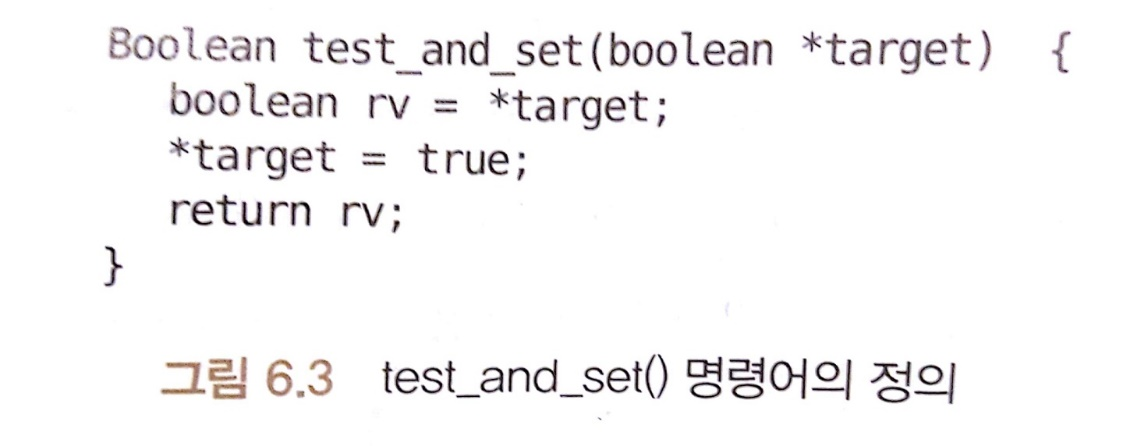 Boolean test_and_set(boolean *target) {
boolean rv = *target;
*target = true;
return rv;
}
그림 6.3 test_and_set() 명령어의 정의